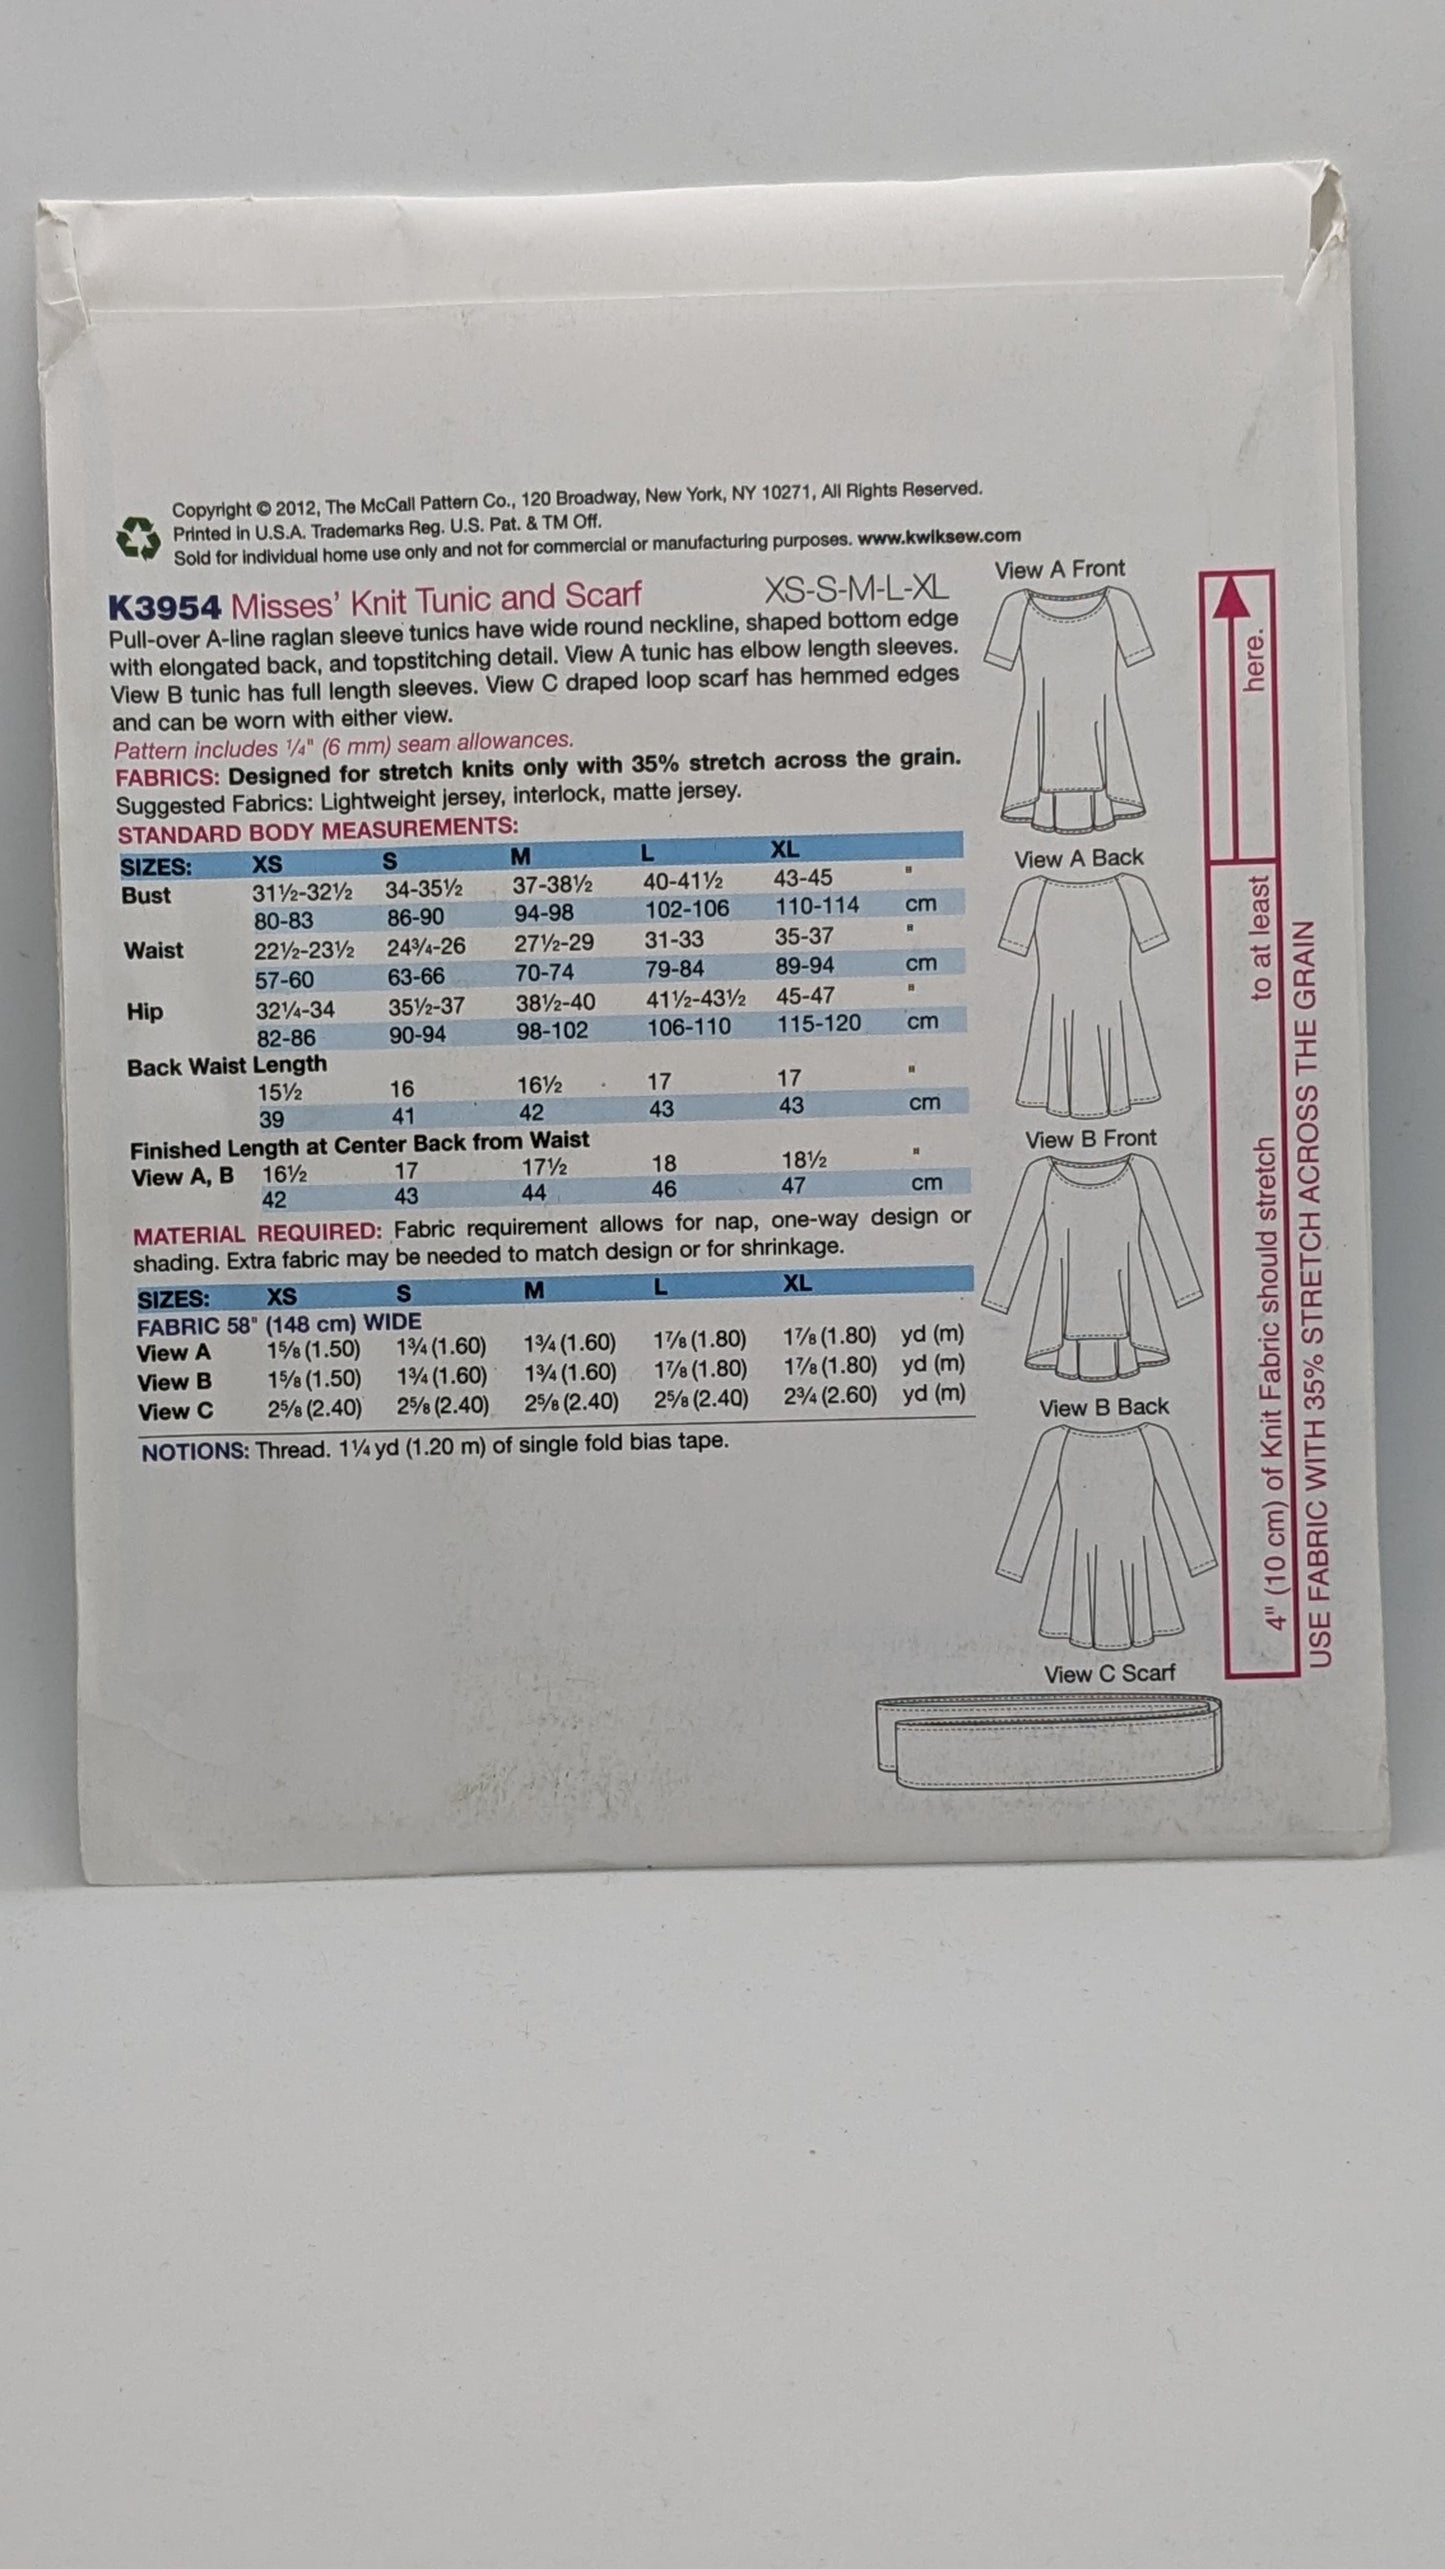 Copyright © 2012, The McCall Pattern Co., 120 Broadway, New York, NY 10271, All Rights Reserved.
Printed in U.S.A. Trademarks Reg. U.S. Pat. & TM Off.
Sold for individual home use only and not for commercial or manufacturing purposes. www.kwiksew.com
K3954 Misses' Knit Tunic and Scarf XS-S-M-L-XL
Pull-over A-line raglan sleeve tunics have wide round neckline, shaped bottom edge
with elongated back, and topstitching detail. View A tunic has elbow length sleeves.
View B tunic has full length sleeves. View C draped loop scarf has hemmed edges
and can be worn with either view.
Pattern includes ¼" (6 mm) seam allowances.
FABRICS: Designed for stretch knits only with 35% stretch across the grain.
Suggested Fabrics: Lightweight jersey, interlock, matte jersey.
STANDARD BODY MEASUREMENTS:
SIZES: XS S M L XL
Bust 31½-32½ 34-35½ 37-38½ 40-41½ 43-45 "
80-83 86-90 94-98 102-106 110-114 cm
Waist 22½-23½ 24¾-26 27½-29 31-33 35-37 "
57-60 63-66 70-74 79-84 89-94 cm
Hip 32¼-34 35½-37 38½-40 41½-43½ 45-47 "
82-86 90-94 98-102 106-110 115-120 cm
Back Waist Length
15½ 16 16½ 17 17 "
39 41 42 43 43 cm
Finished Length at Center Back from Waist
View A, B 16½ 17 17½ 18 18½ "
42 43 44 46 47 cm
MATERIAL REQUIRED: Fabric requirement allows for nap, one-way design or
shading. Extra fabric may be needed to match design or for shrinkage.
SIZES: XS S M L XL
FABRIC 58" (148 cm) WIDE
View A 1⅝ (1.50) 1¾ (1.60) 1¾ (1.60) 1⅞ (1.80) 1⅞ (1.80) yd (m)
View B 1⅝ (1.50) 1¾ (1.60) 1¾ (1.60) 1⅞ (1.80) 1⅞ (1.80) yd (m)
View C 2⅝ (2.40) 2⅝ (2.40) 2⅝ (2.40) 2⅝ (2.40) 2¾ (2.60) yd (m)
NOTIONS: Thread. 1¼ yd (1.20 m) of single fold bias tape.
View A Front
View A Back
View B Front
View B Back
View C Scarf
4" (10 cm) of Knit Fabric should stretch to at least here.
USE FABRIC WITH 35% STRETCH ACROSS THE GRAIN